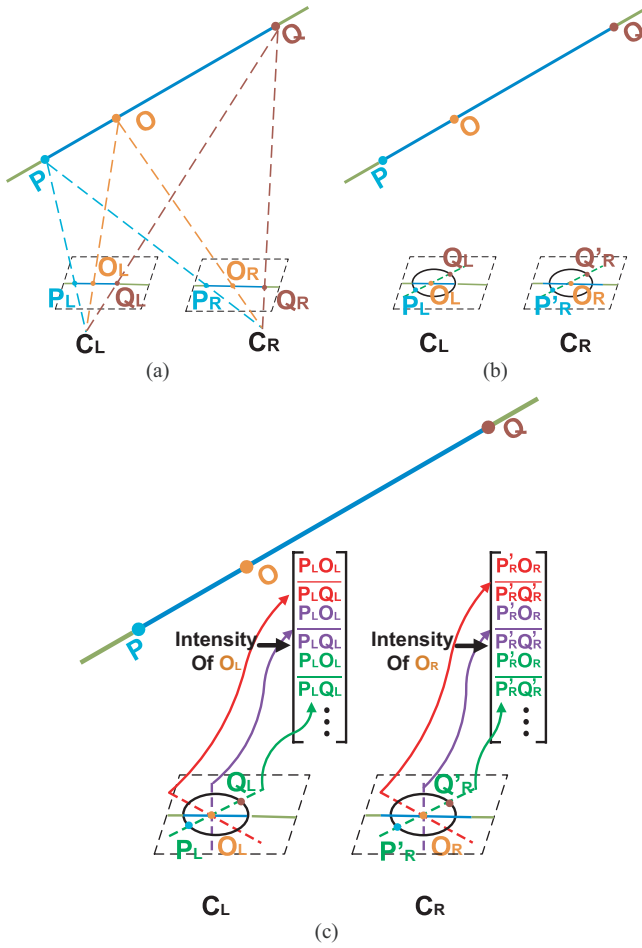 Q
O
P
OL
OR
PL
QL
PR
QR
CL
CR
(a)
Q
O
P
QL
Q'R
PL
OL
P'R
OR
CL
CR
(b)
Q
O
P
PLOL
PLQL
PLOL
PLQL
PLOL
PLQL
P'ROR
P'RQ'R
P'ROR
P'RQ'R
P'ROR
P'RQ'R
Intensity
Of OL
Intensity
Of OR
QL
PL
OL
Q'R
P'R
OR
CL
CR
(c)